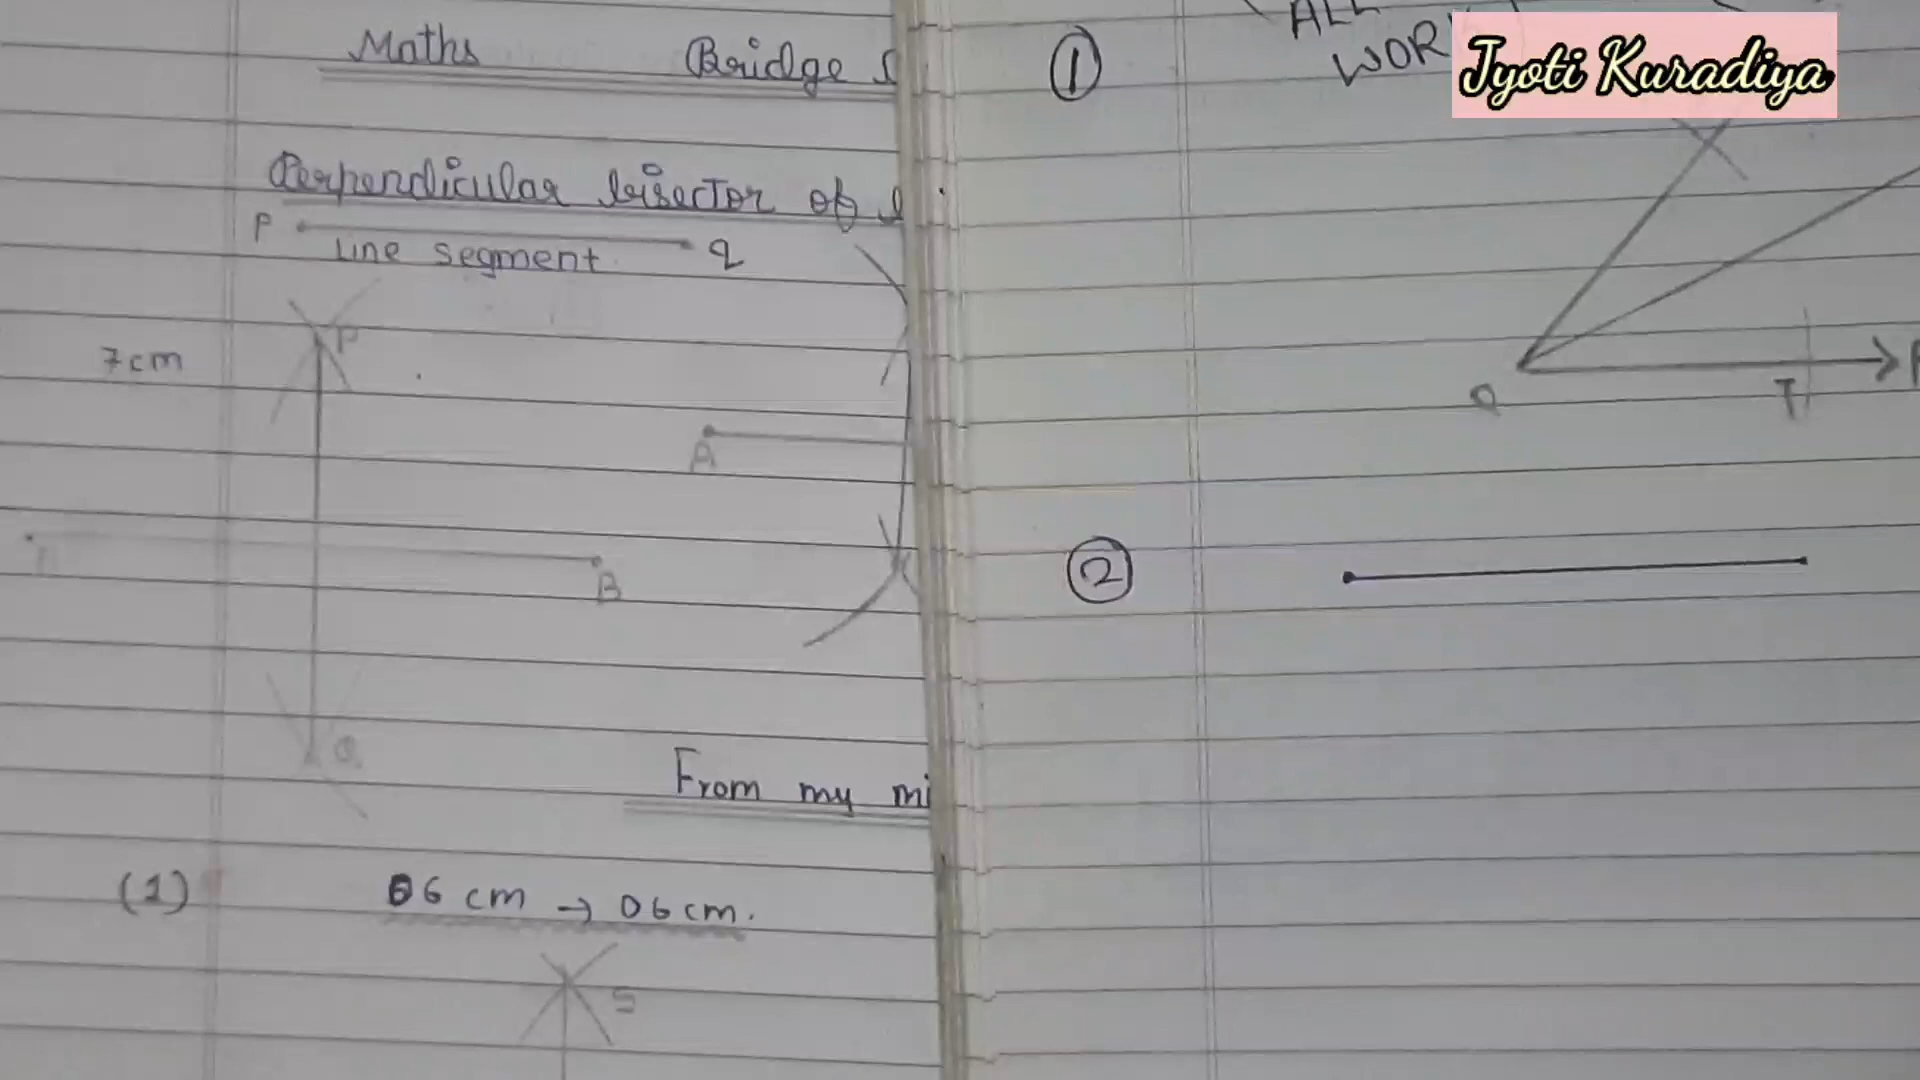 Maths Bridge
Perpendicular bisector of
P Line segment Q
7cm
P
A
B
Q
From my
(1) 06 cm → 06 cm.
S
ALL
WOR
Jyoti Kuradiya
①
Q T
②